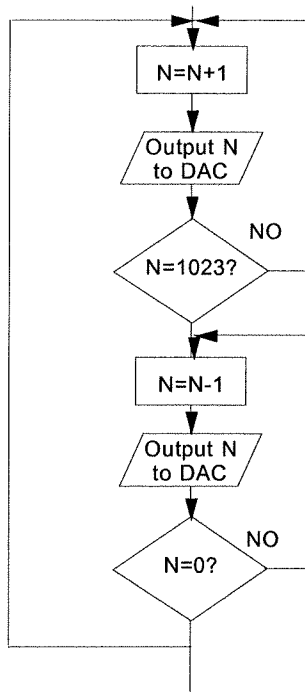 N=N+1
Output N
to DAC
NO
N=1023?
N=N-1
Output N
to DAC
NO
N=0?